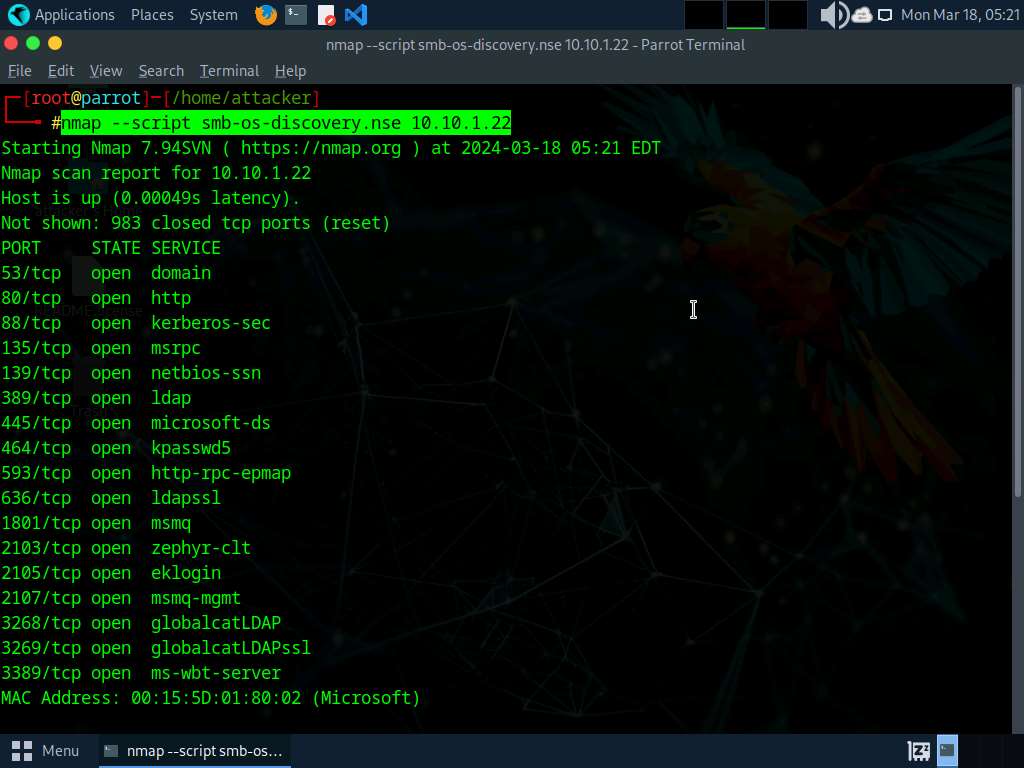 Applications Places System Mon Mar 18, 05:21
nmap --script smb-os-discovery.nse 10.10.1.22 - Parrot Terminal
File Edit View Search Terminal Help
[root@parrot]─[/home/attacker]
#nmap --script smb-os-discovery.nse 10.10.1.22
Starting Nmap 7.94SVN ( https://nmap.org ) at 2024-03-18 05:21 EDT
Nmap scan report for 10.10.1.22
Host is up (0.00049s latency).
Not shown: 983 closed tcp ports (reset)
PORT     STATE SERVICE
53/tcp   open  domain
80/tcp   open  http
88/tcp   open  kerberos-sec
135/tcp  open  msrpc
139/tcp  open  netbios-ssn
389/tcp  open  ldap
445/tcp  open  microsoft-ds
464/tcp  open  kpasswd5
593/tcp  open  http-rpc-epmap
636/tcp  open  ldapssl
1801/tcp open  msmq
2103/tcp open  zephyr-clt
2105/tcp open  eklogin
2107/tcp open  msmq-mgmt
3268/tcp open  globalcatLDAP
3269/tcp open  globalcatLDAPssl
3389/tcp open  ms-wbt-server
MAC Address: 00:15:5D:01:80:02 (Microsoft)
Menu nmap --script smb-os...